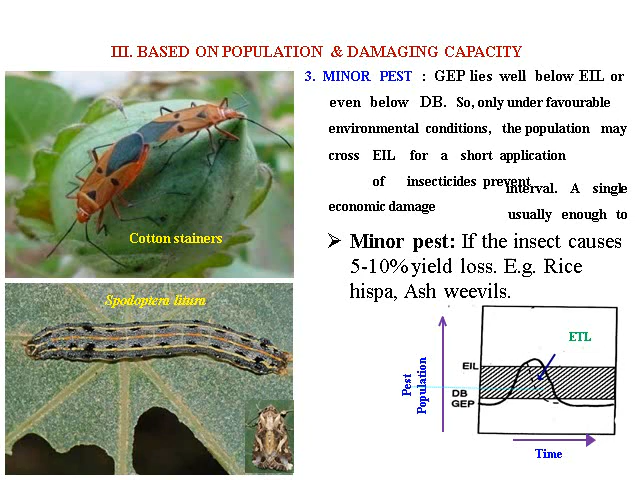 III. BASED ON POPULATION & DAMAGING CAPACITY
3. MINOR PEST : GEP lies well below EIL or
even below DB. So, only under favourable
environmental conditions, the population may
cross EIL for a short application
of insecticides prevent
interval. A single
economic damage
usually enough to
Cotton stainers
➢ Minor pest: If the insect causes
5-10% yield loss. E.g. Rice
hispa, Ash weevils.
Spodoptera litura
ETL
EIL
DB
GEP
Pest
Population
Time